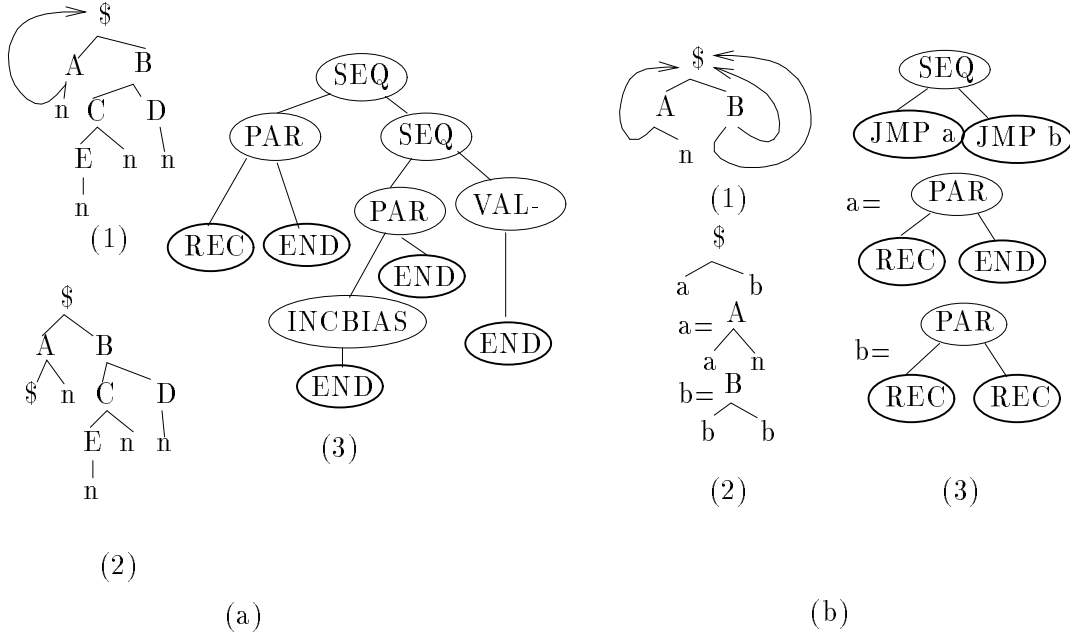 $
A B
n C D
E n n
n
(1)
SEQ
PAR SEQ
REC END PAR VAL-
END
INCBIAS
END
END
(3)
$
A B
$ n C D
E n n
n
(2)
(a)
$
A B
n
(1)
$
a b
a= A
a n
b= B
b b
(2)
SEQ
JMP a JMP b
a= PAR
REC END
b= PAR
REC REC
(3)
(b)